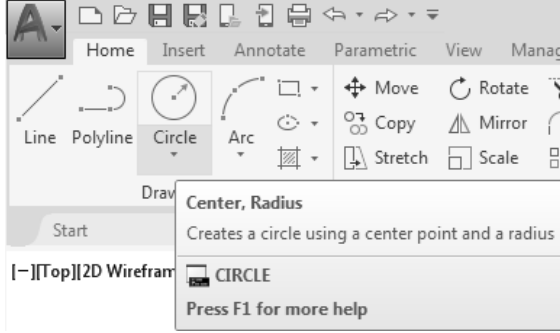 A
Home Insert Annotate Parametric View Manag
Line Polyline Circle Arc
Move Rotate
Copy Mirror
Stretch Scale
Draw
Start
[−][Top][2D Wirefram
Center, Radius
Creates a circle using a center point and a radius
CIRCLE
Press F1 for more help